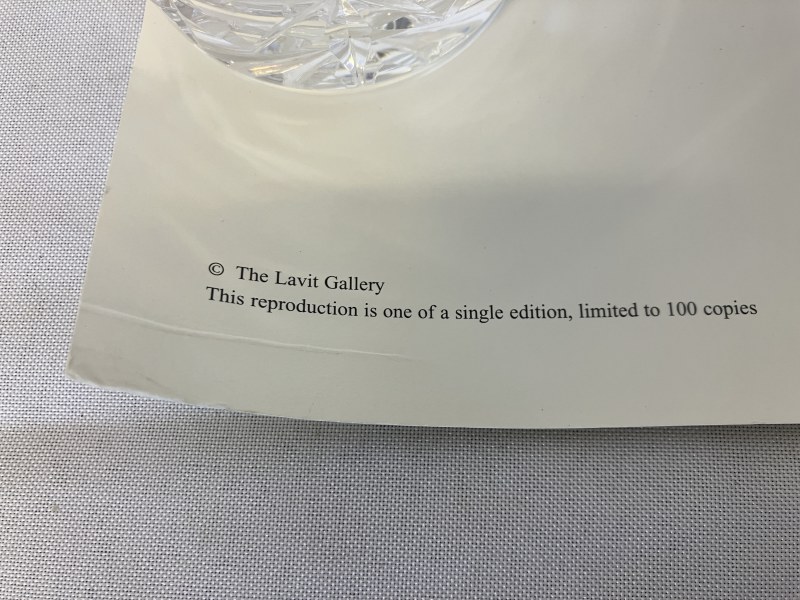 © The Lavit Gallery
This reproduction is one of a single edition, limited to 100 copies